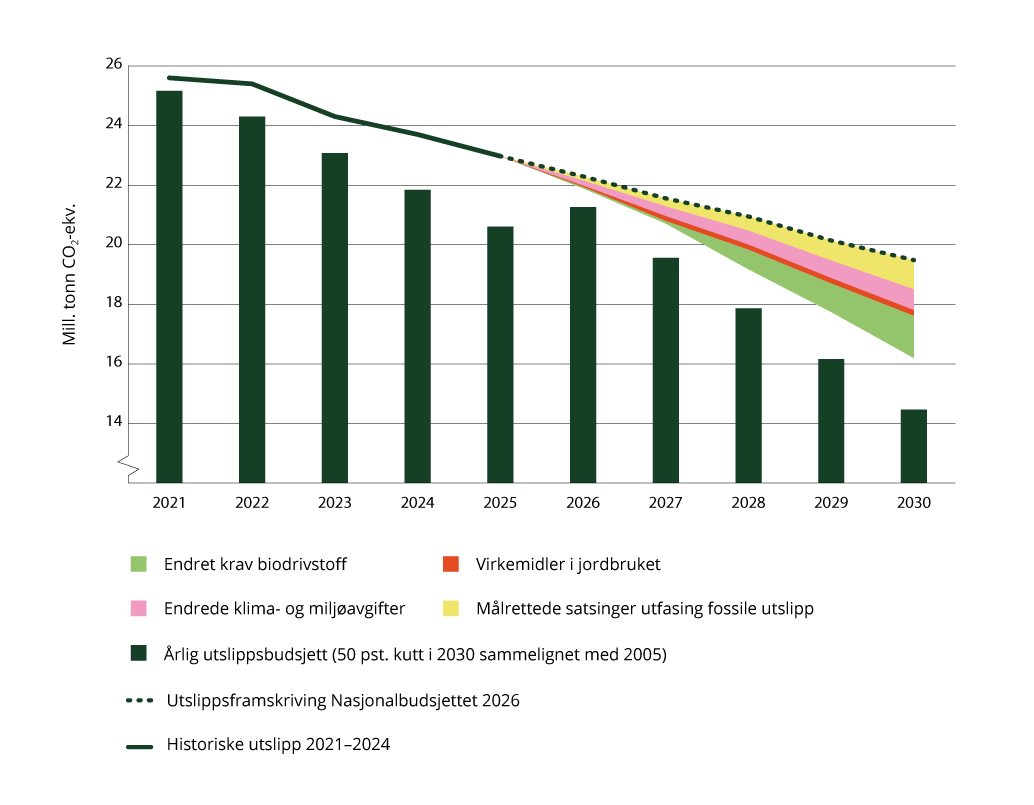 Mill. tonn CO₂-ekv.
26
24
22
20
18
16
14
2021 2022 2023 2024 2025 2026 2027 2028 2029 2030
Endret krav biodrivstoff Virkemidler i jordbruket
Endrede klima- og miljøavgifter Målrettede satsinger utfasing fossile utslipp
Årlig utslippsbudsjett (50 pst. kutt i 2030 sammelignet med 2005)
Utslippsframskriving Nasjonalbudsjettet 2026
Historiske utslipp 2021–2024